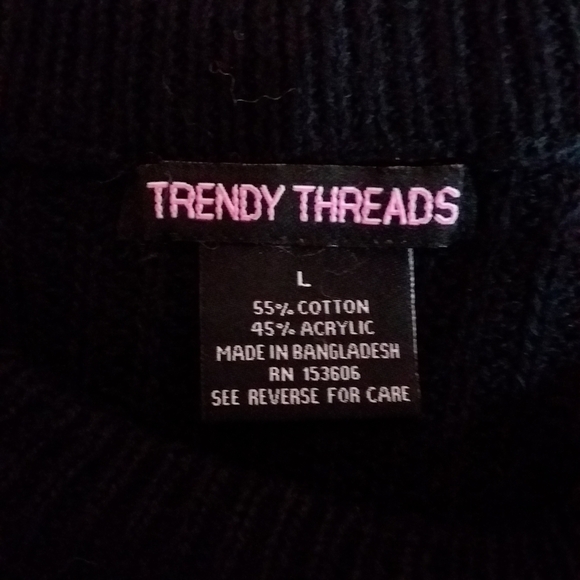 TRENDY THREADS
L
55% COTTON
45% ACRYLIC
MADE IN BANGLADESH
RN 153606
SEE REVERSE FOR CARE